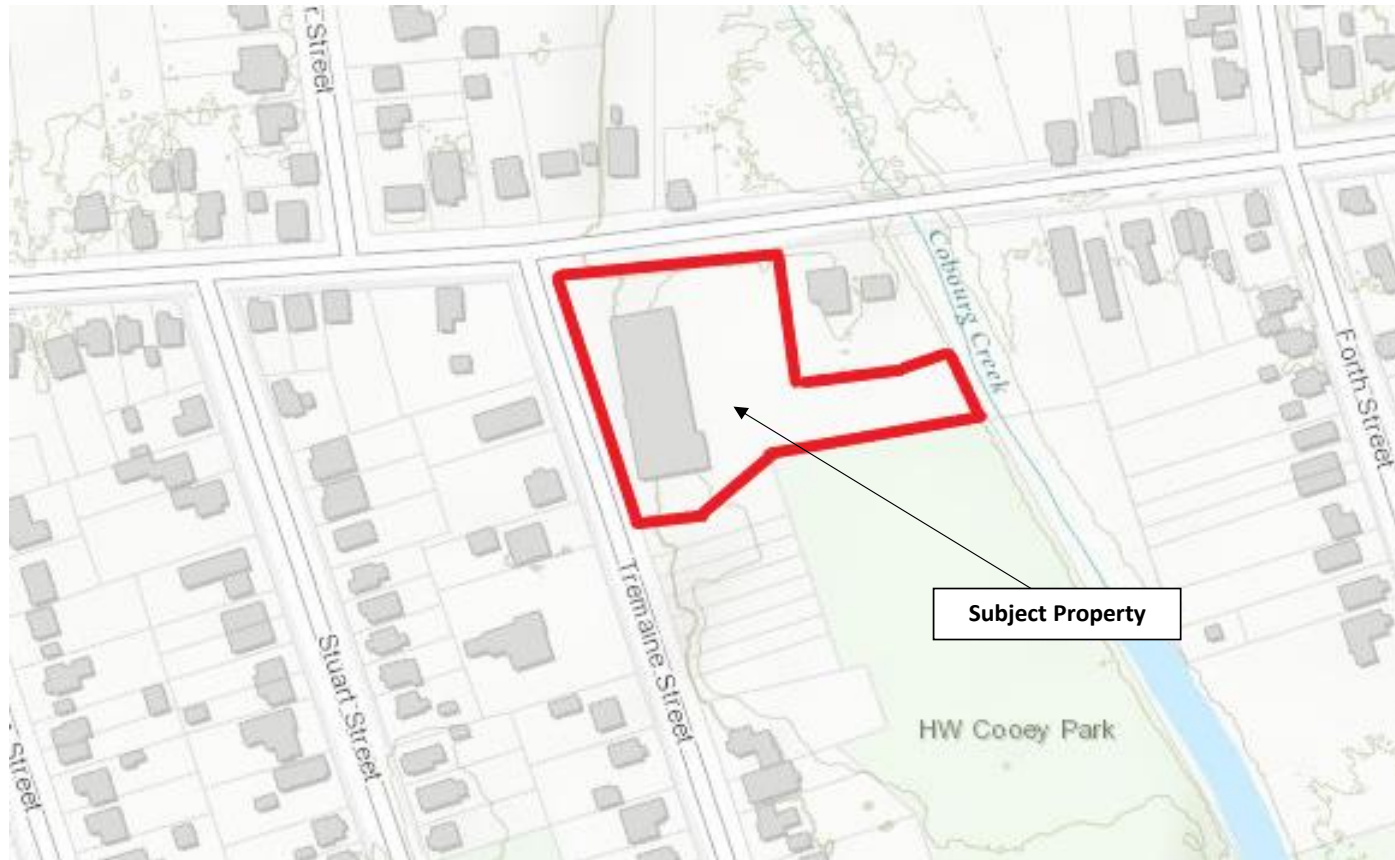 r Street
Cobourg Creek
Forth Street
Subject Property
Tremaine Street
Stuart Street
HW Cooey Park
Street